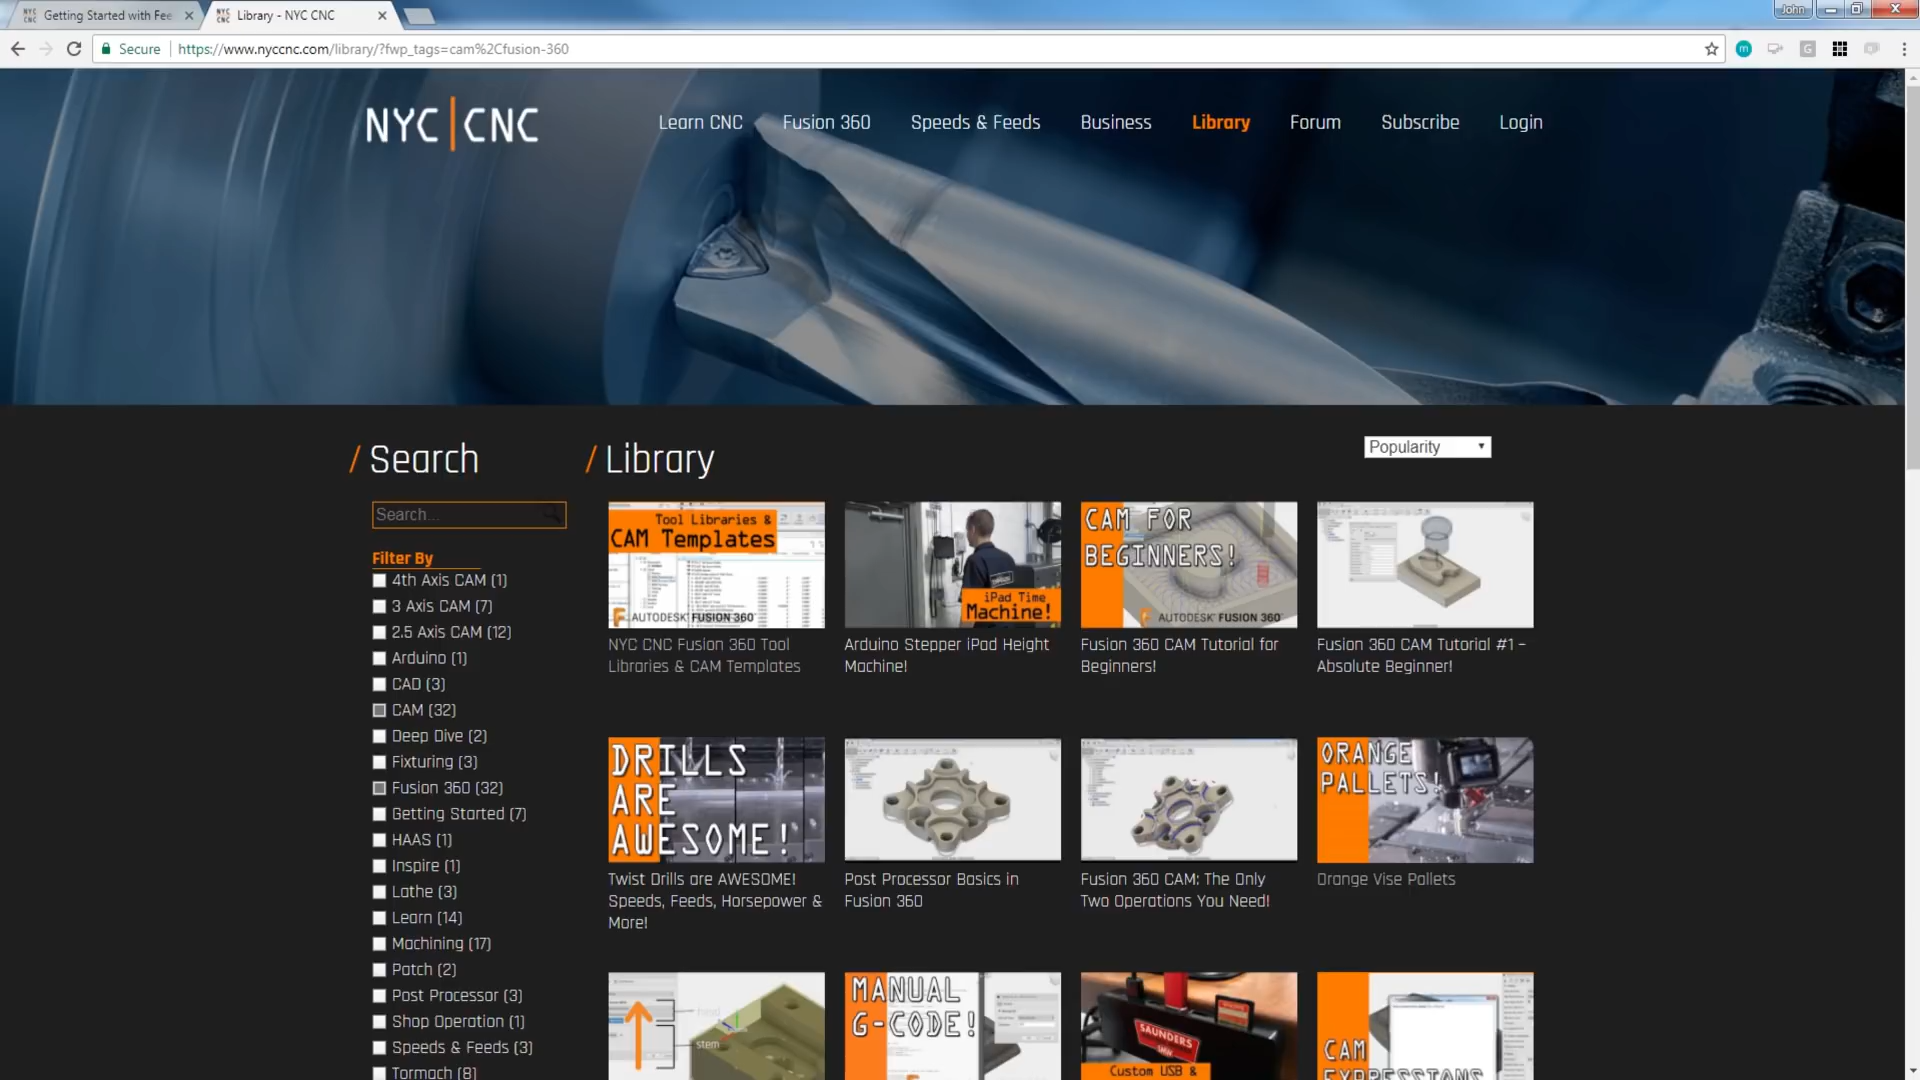 Getting Started with Fee
Library - NYC CNC
John
Secure
https://www.nyccnc.com/library/?fwp_tags=cam%2Cfusion-360
NYC|CNC
Learn CNC
Fusion 360
Speeds & Feeds
Business
Library
Forum
Subscribe
Login
/ Search
/ Library
Popularity
Search...
Filter By
4th Axis CAM (1)
3 Axis CAM (7)
2.5 Axis CAM (12)
Arduino (1)
CAD (3)
CAM (32)
Deep Dive (2)
Fixturing (3)
Fusion 360 (32)
Getting Started (7)
HAAS (1)
Inspire (1)
Lathe (3)
Learn (14)
Machining (17)
Patch (2)
Post Processor (3)
Shop Operation (1)
Speeds & Feeds (3)
Tormach (8)
Tool Libraries &
CAM Templates
AUTODESK FUSION 360
NYC CNC Fusion 360 Tool
Libraries & CAM Templates
iPad Time
Machine!
Arduino Stepper iPad Height
Machine!
CAM FOR
BEGINNERS!
AUTODESK FUSION 360
Fusion 360 CAM Tutorial for
Beginners!
Fusion 360 CAM Tutorial #1 –
Absolute Beginner!
DRILLS
ARE
AWESOME!
Twist Drills are AWESOME!
Speeds, Feeds, Horsepower &
More!
Post Processor Basics in
Fusion 360
Fusion 360 CAM: The Only
Two Operations You Need!
ORANGE
PALLETS!
Orange Vise Pallets
head
stem
MANUAL
G-CODE!
SAUNDERS
Custom USB &
CAM
EXPRESSIONS